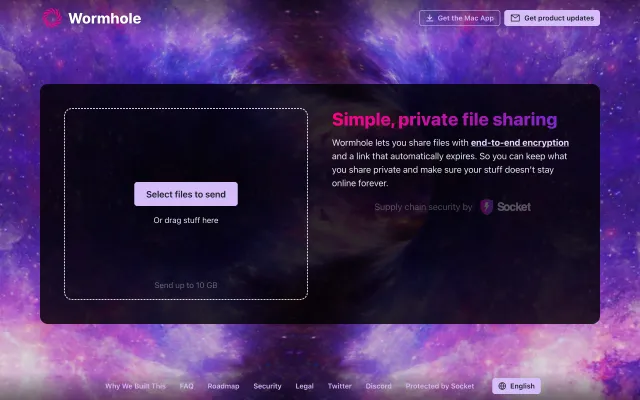 Wormhole
Get the Mac App
Get product updates
Select files to send
Or drag stuff here
Send up to 10 GB
Simple, private file sharing
Wormhole lets you share files with end-to-end encryption
and a link that automatically expires. So you can keep what
you share private and make sure your stuff doesn't stay
online forever.
Supply chain security by Socket
Why We Built This FAQ Roadmap Security Legal Twitter Discord Protected by Socket English